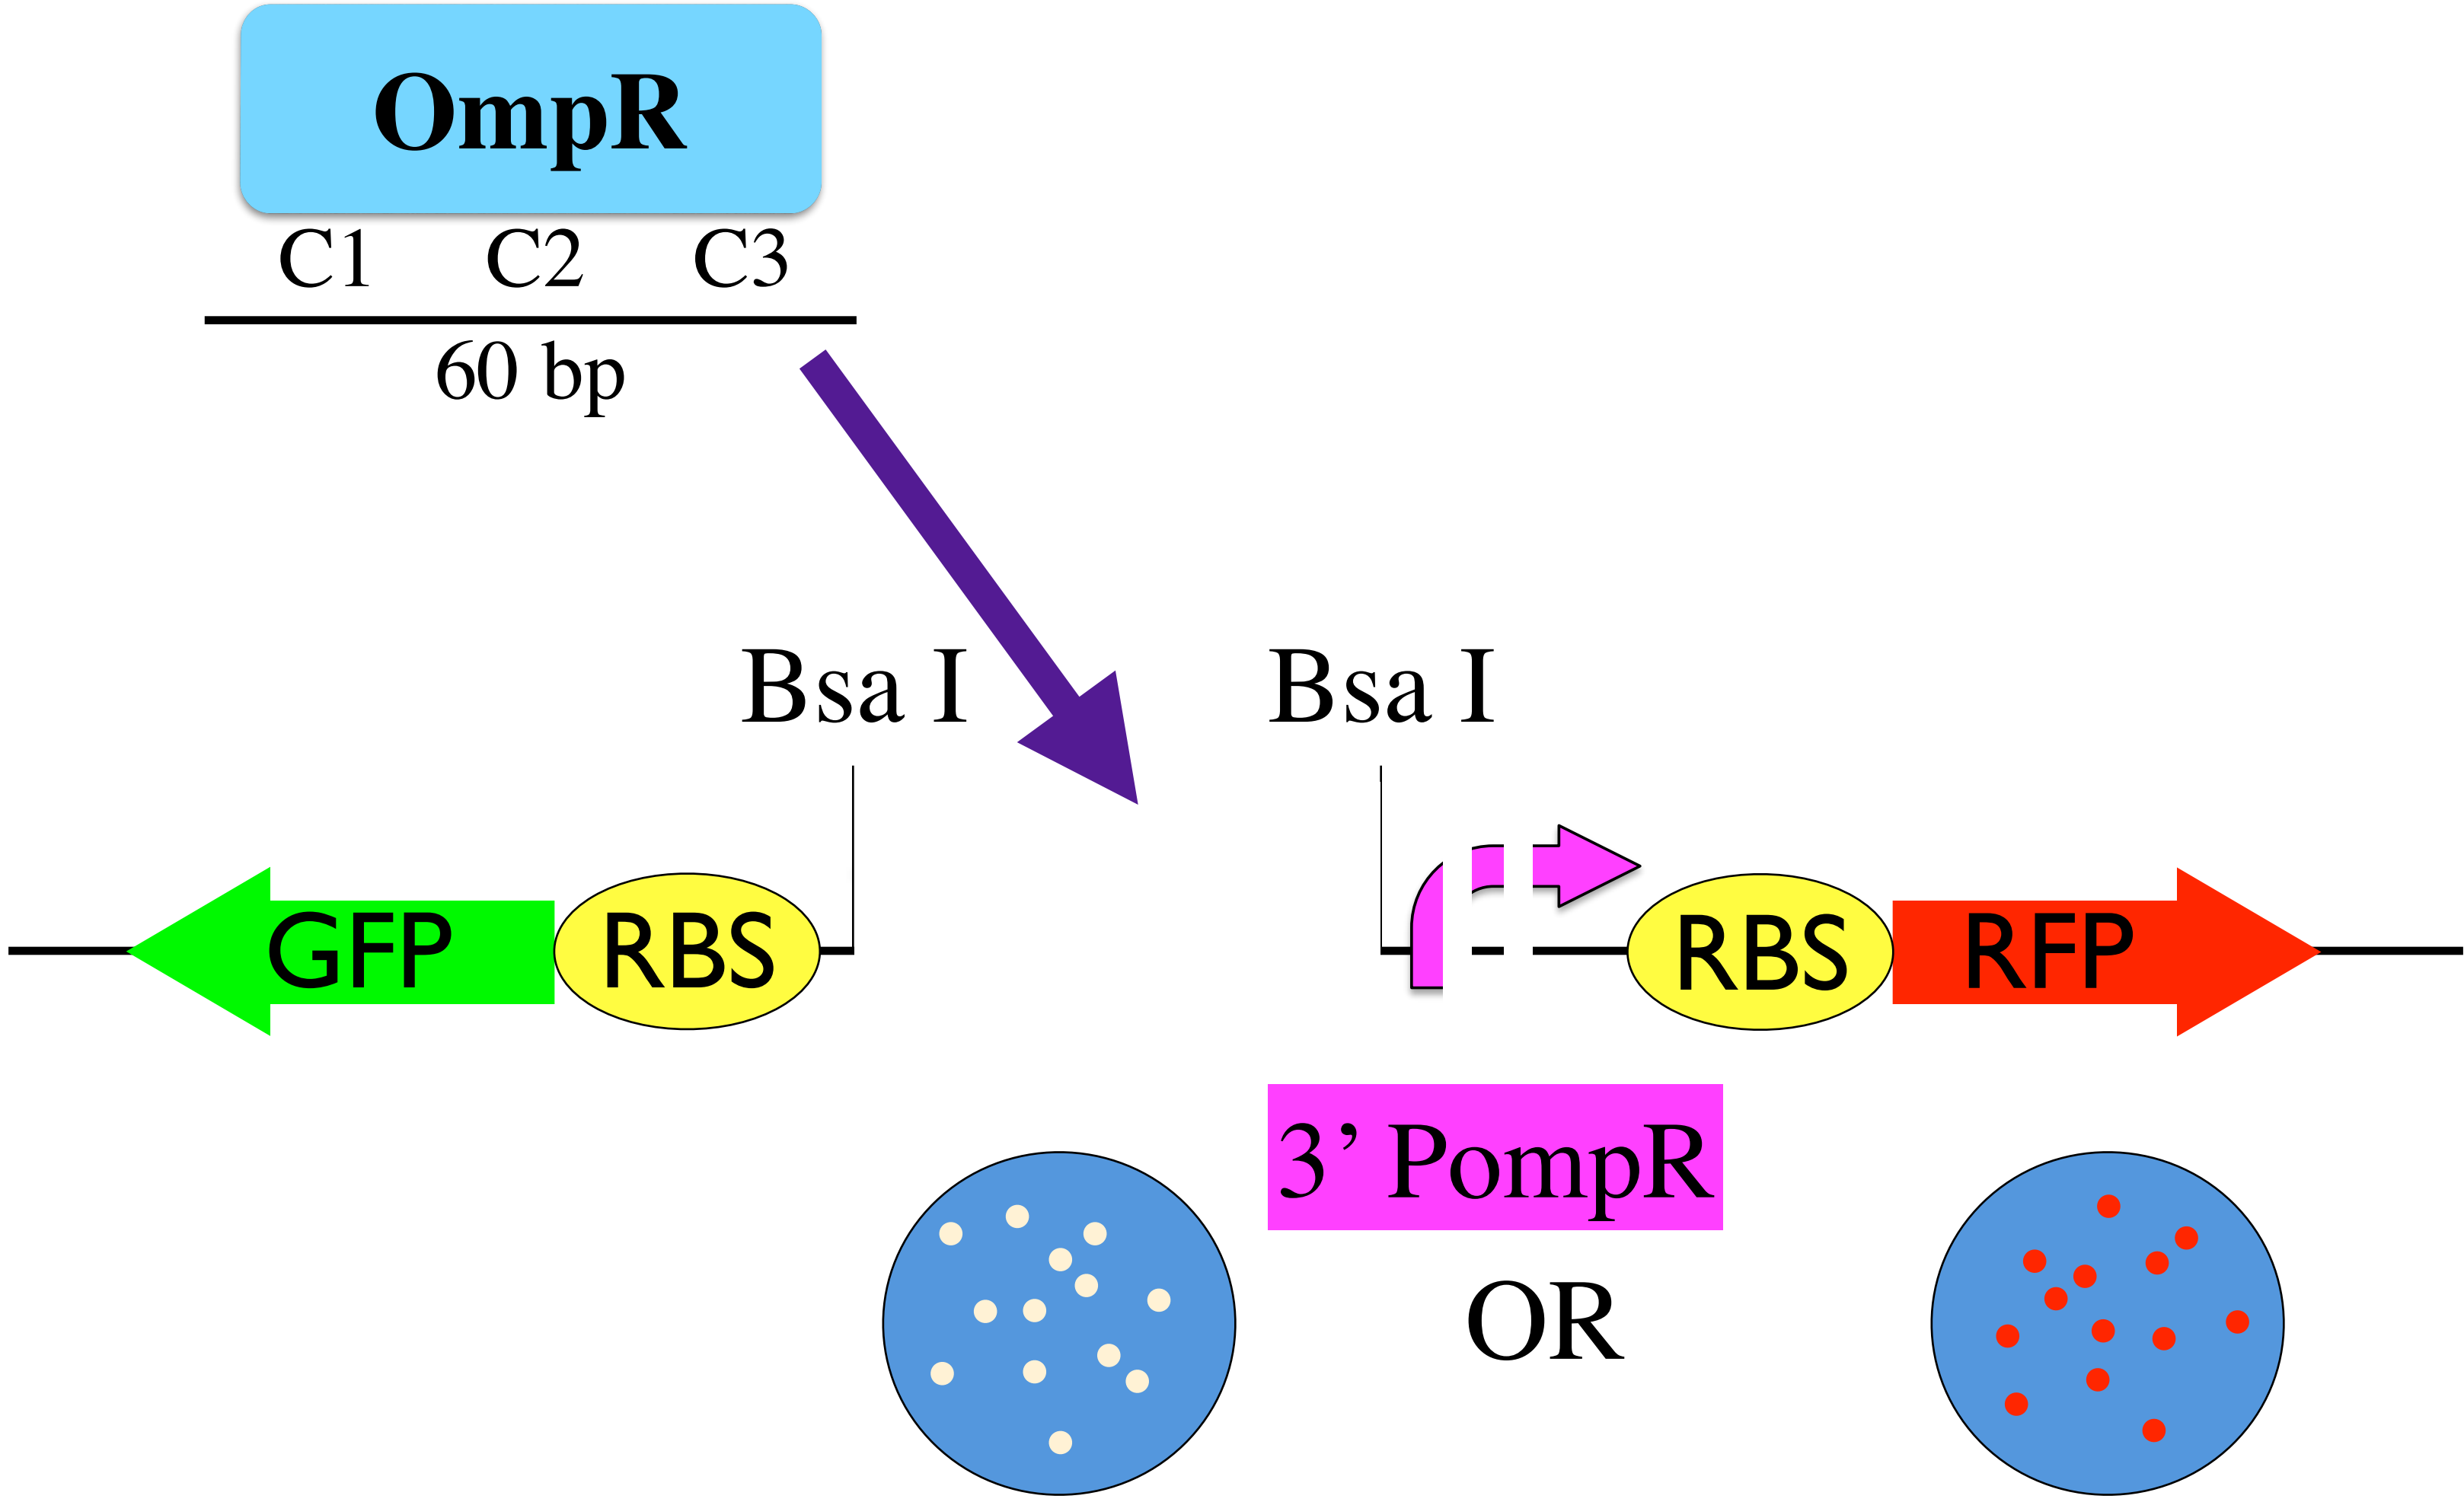 OmpR
C1 C2 C3
60 bp
Bsa I Bsa I
GFP RBS RBS RFP
3’ PompR
OR